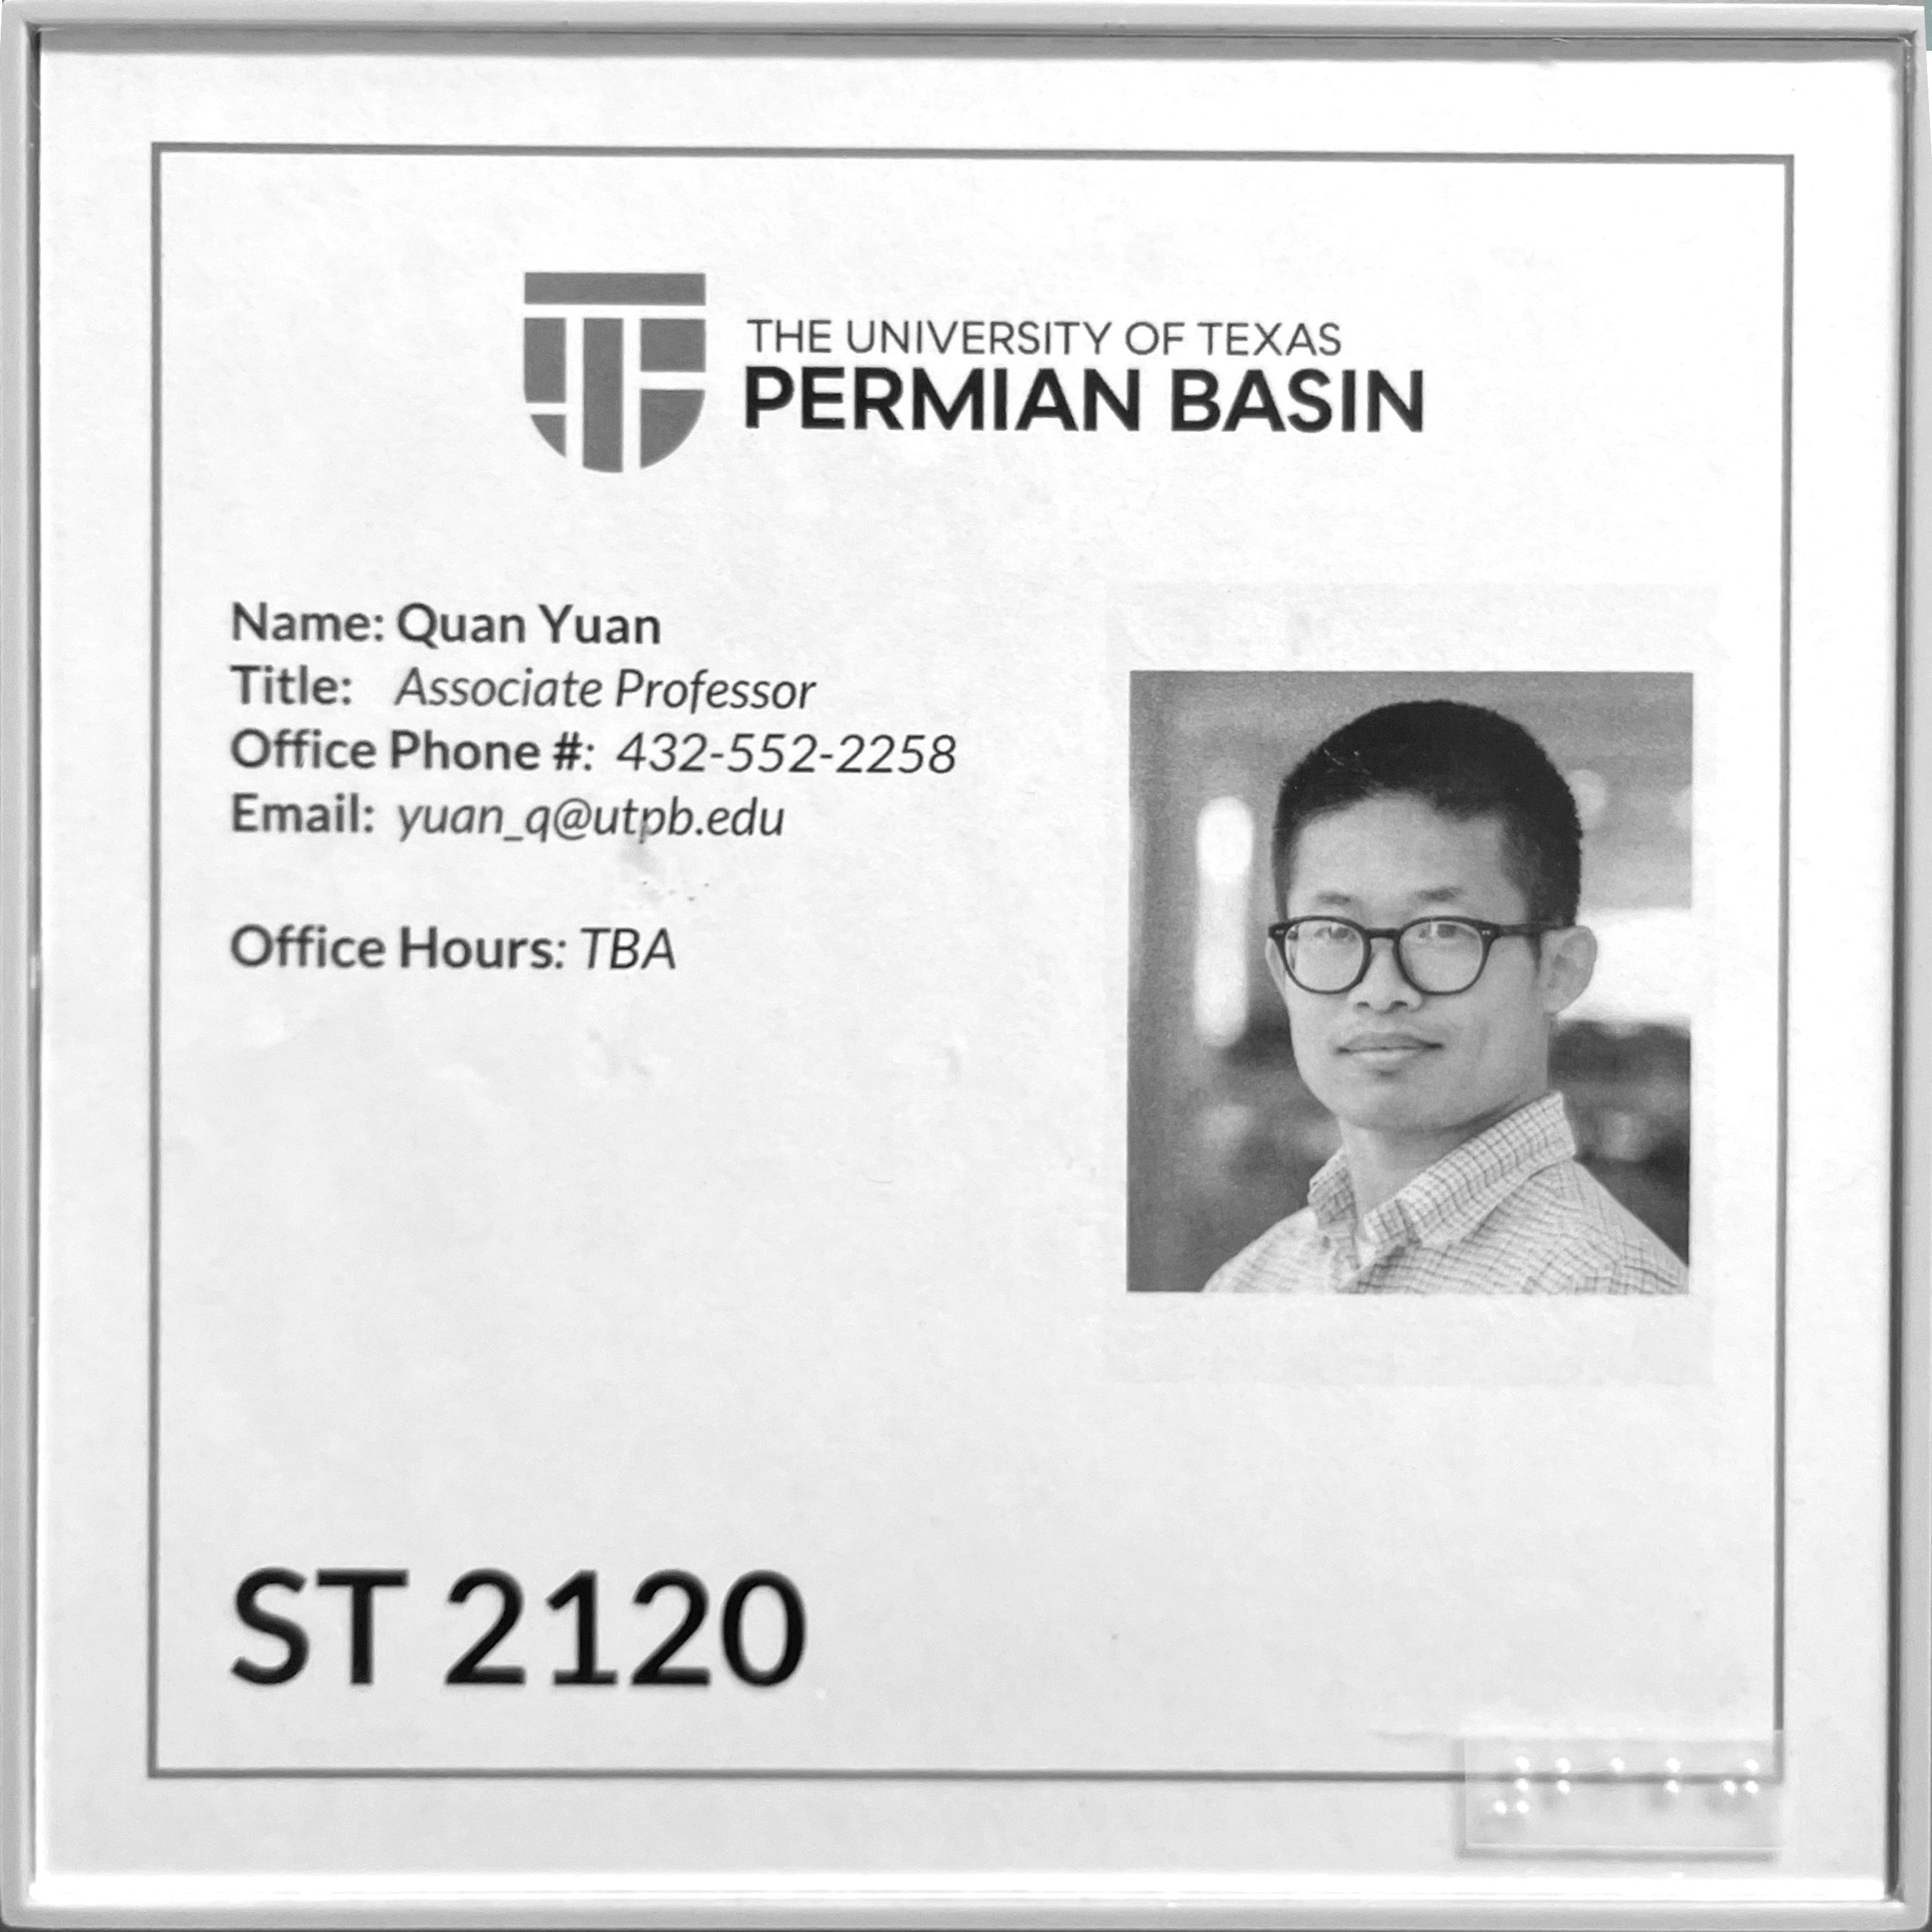 THE UNIVERSITY OF TEXAS
PERMIAN BASIN
Name: Quan Yuan
Title: Associate Professor
Office Phone #: 432-552-2258
Email: yuan_q@utpb.edu
Office Hours: TBA
ST 2120
⠼⠃⠁⠃⠚